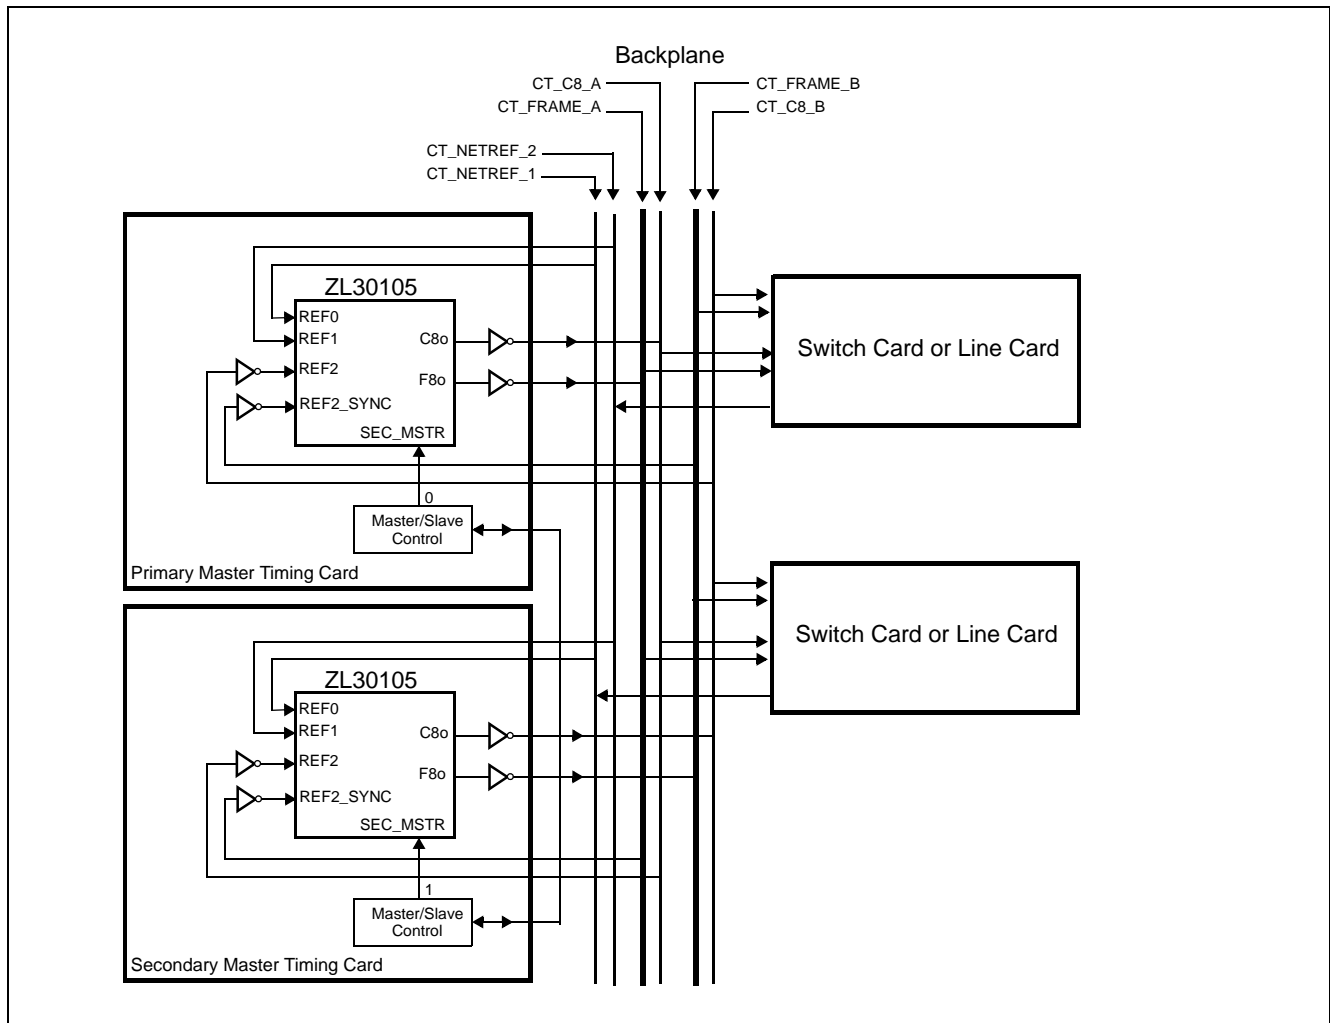 Backplane
CT_C8_A
CT_FRAME_B
CT_FRAME_A
CT_C8_B
CT_NETREF_2
CT_NETREF_1
ZL30105
REF0
REF1
C8o
REF2
F8o
REF2_SYNC
SEC_MSTR
0
Master/Slave
Control
Primary Master Timing Card
Switch Card or Line Card
ZL30105
REF0
REF1
C8o
REF2
F8o
REF2_SYNC
SEC_MSTR
1
Master/Slave
Control
Secondary Master Timing Card
Switch Card or Line Card